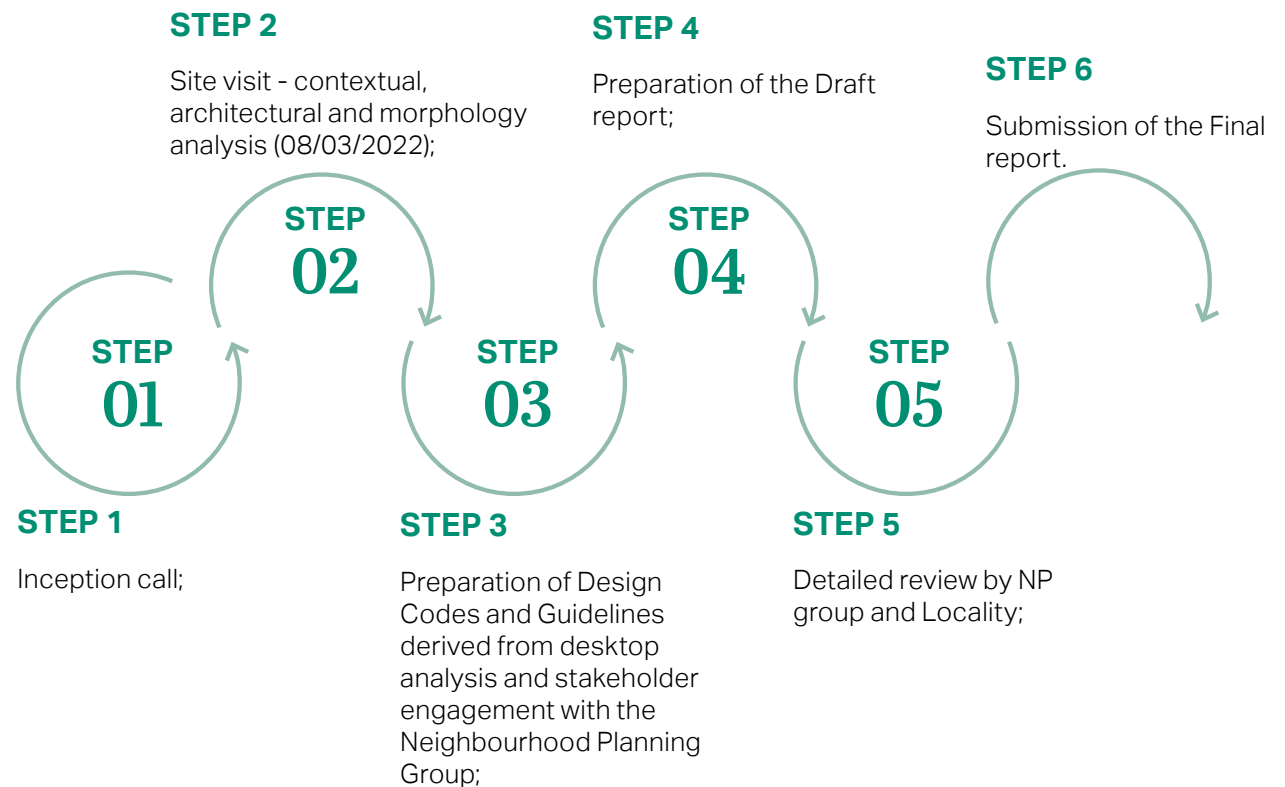 STEP 2
Site visit - contextual,
architectural and morphology
analysis (08/03/2022);
STEP 4
Preparation of the Draft
report;
STEP 6
Submission of the Final
report.
STEP
01
STEP
02
STEP
03
STEP
04
STEP
05
STEP 1
Inception call;
STEP 3
Preparation of Design
Codes and Guidelines
derived from desktop
analysis and stakeholder
engagement with the
Neighbourhood Planning
Group;
STEP 5
Detailed review by NP
group and Locality;